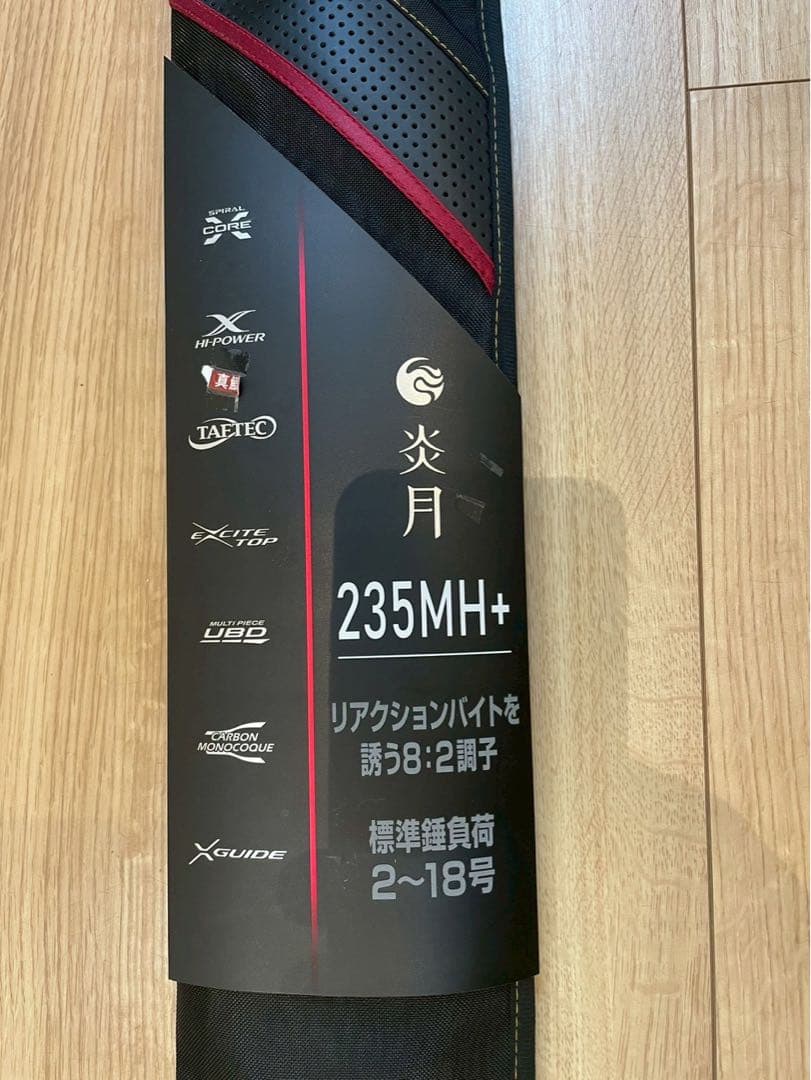 SPIRAL
X
CORE
X
HI-POWER
真鯛
TAFTEC
EXCITE
TOP
MULTI PIECE
UBD
CARBON
MONOCOQUE
XGUIDE
炎月
235MH+
リアクションバイトを
誘う8:2調子
標準錘負荷
2〜18号